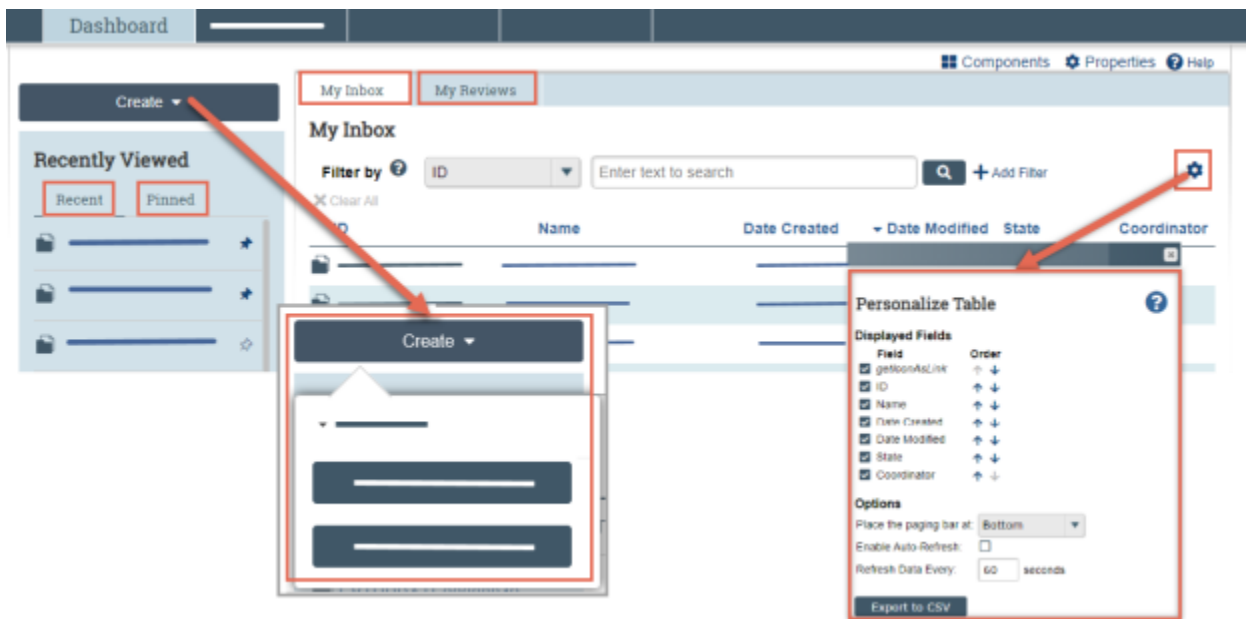 Dashboard
Components Properties Help
Create
My Inbox My Reviews
My Inbox
Recently Viewed
Filter by ID Enter text to search Add Filter
Recent Pinned
Clear All
ID Name Date Created Date Modified State Coordinator
Create
Personalize Table
Displayed Fields
Field Order
getIconAsLink
ID
Name
Date Created
Date Modified
State
Coordinator
Options
Place the paging bar at: Bottom
Enable Auto-Refresh:
Refresh Data Every: 60 seconds
Export to CSV